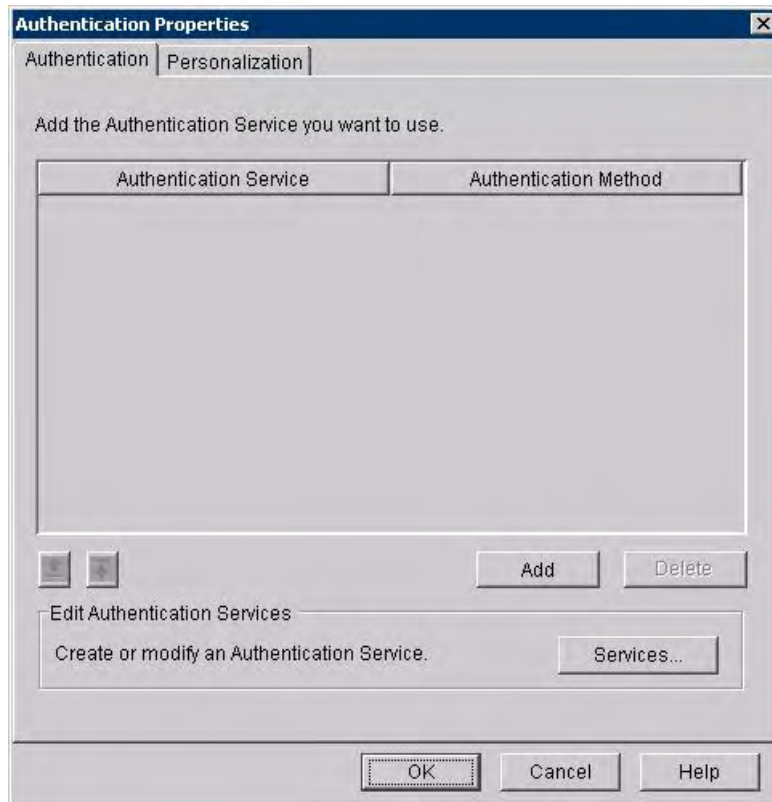 Authentication Properties
Authentication
Personalization
Add the Authentication Service you want to use.
Authentication Service
Authentication Method
Add
Delete
Edit Authentication Services
Create or modify an Authentication Service.
Services...
OK
Cancel
Help